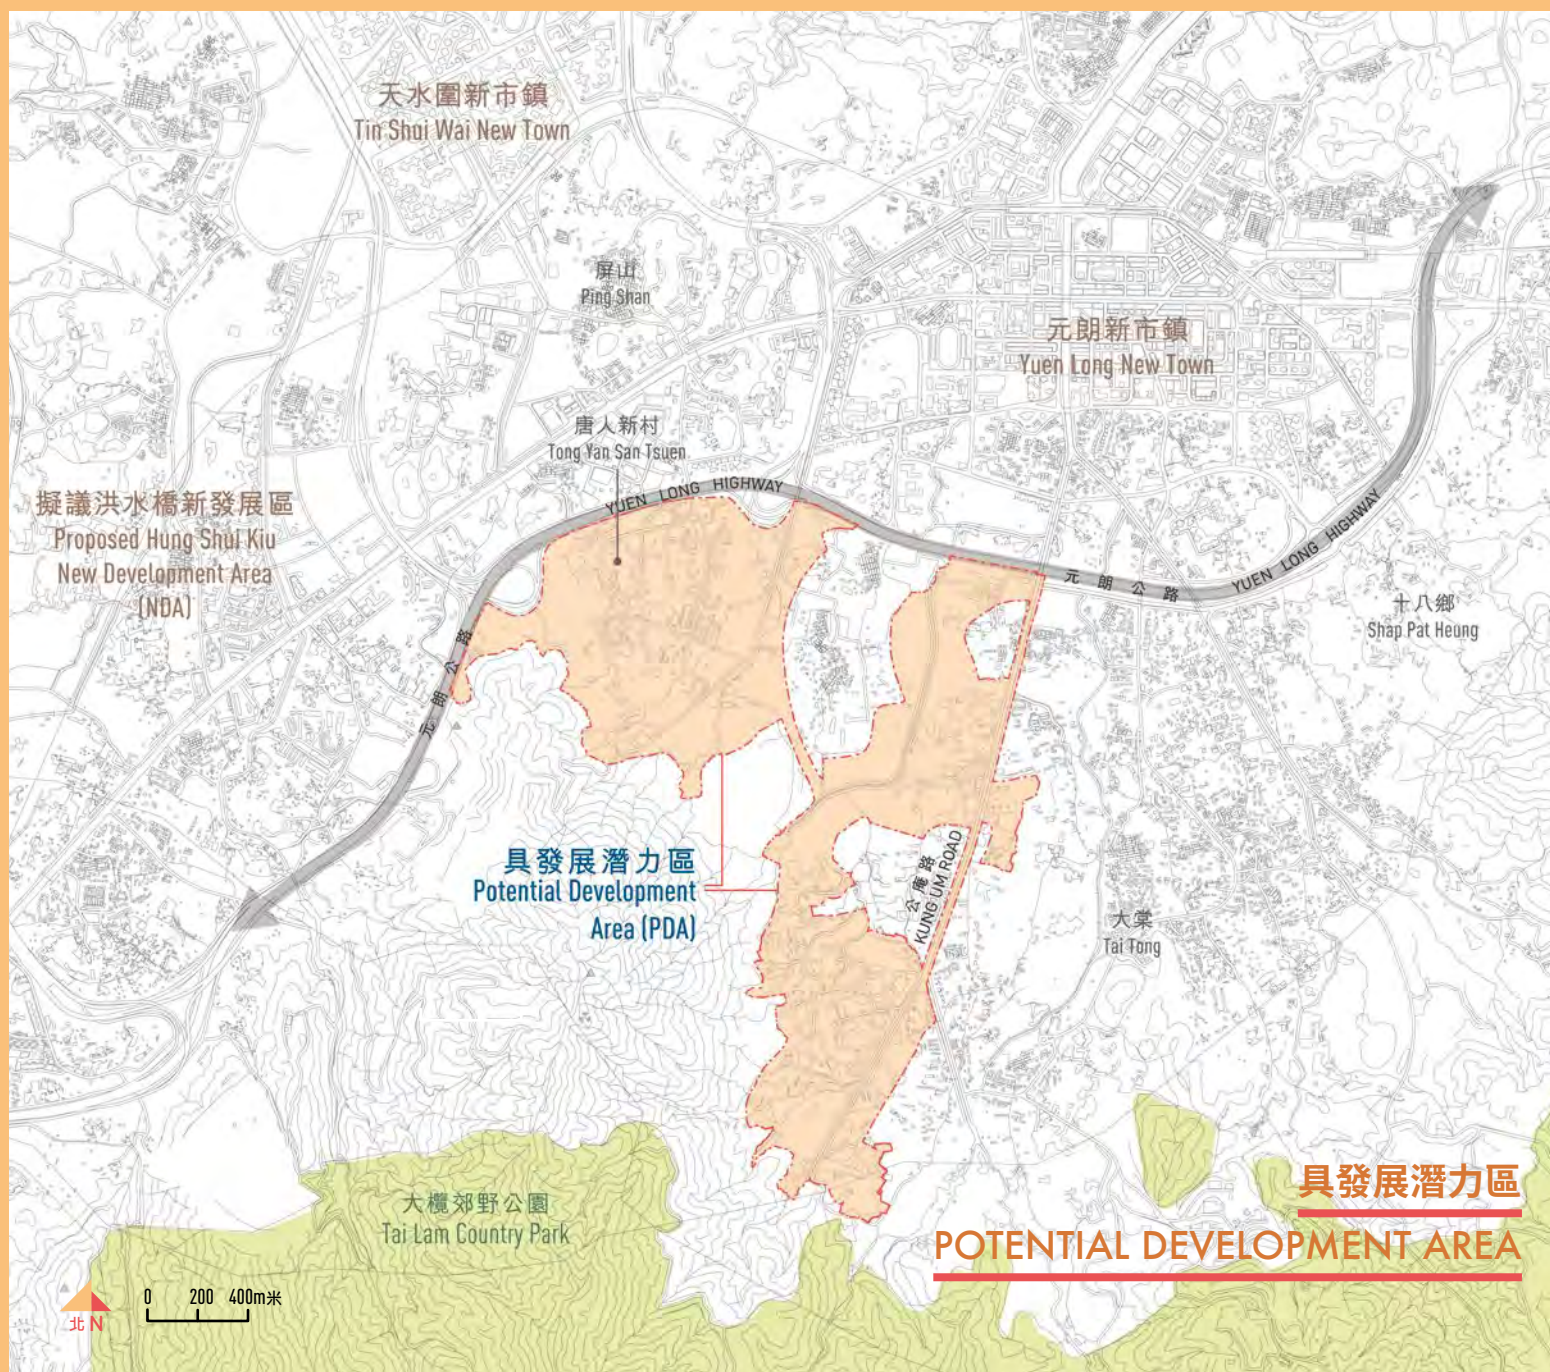 天水圍新市鎮
Tin Shui Wai New Town
屏山
Ping Shan
元朗新市鎮
Yuen Long New Town
唐人新村
Tong Yan San Tsuen
YUEN LONG HIGHWAY
擬議洪水橋新發展區
Proposed Hung Shui Kiu
New Development Area
(NDA)
元朗公路
元朗公路
YUEN LONG HIGHWAY
十八鄉
Shap Pat Heung
具發展潛力區
Potential Development
Area (PDA)
公庵路
KUNG UM ROAD
大棠
Tai Tong
大欖郊野公園
Tai Lam Country Park
具發展潛力區
POTENTIAL DEVELOPMENT AREA
北 N
0 200 400m米